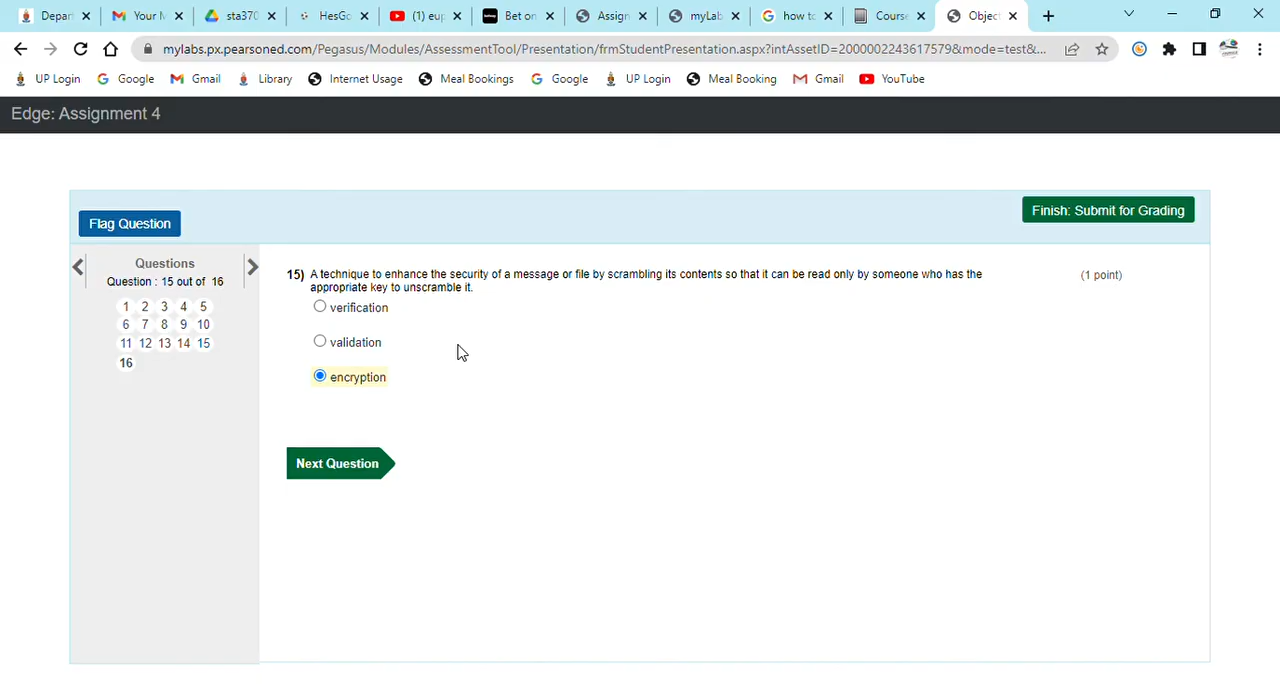 Depar
Your M
sta370
HesGo
(1) eup
Bet on
Assign
myLab
how to
Course
Object
mylabs.px.pearsoned.com/Pegasus/Modules/AssessmentTool/Presentation/frmStudentPresentation.aspx?intAssetID=2000002243617579&mode=test&...
UP Login
Google
Gmail
Library
Internet Usage
Meal Bookings
Google
UP Login
Meal Booking
Gmail
YouTube
Edge: Assignment 4
Flag Question
Finish: Submit for Grading
Questions
Question : 15 out of 16
1 2 3 4 5
6 7 8 9 10
11 12 13 14 15
16
15) A technique to enhance the security of a message or file by scrambling its contents so that it can be read only by someone who has the
appropriate key to unscramble it.
(1 point)
verification
validation
encryption
Next Question